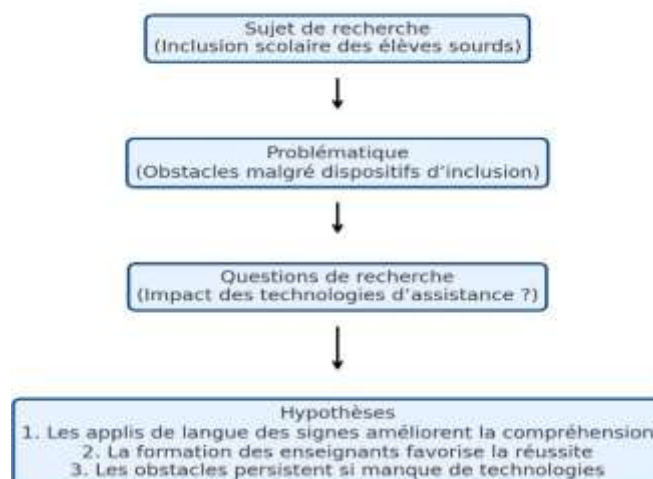 Sujet de recherche
(Inclusion scolaire des élèves sourds)
Problématique
(Obstacles malgré dispositifs d'inclusion)
Questions de recherche
(Impact des technologies d'assistance ?)
Hypothèses
1. Les applis de langue des signes améliorent la compréhension
2. La formation des enseignants favorise la réussite
3. Les obstacles persistent si manque de technologies